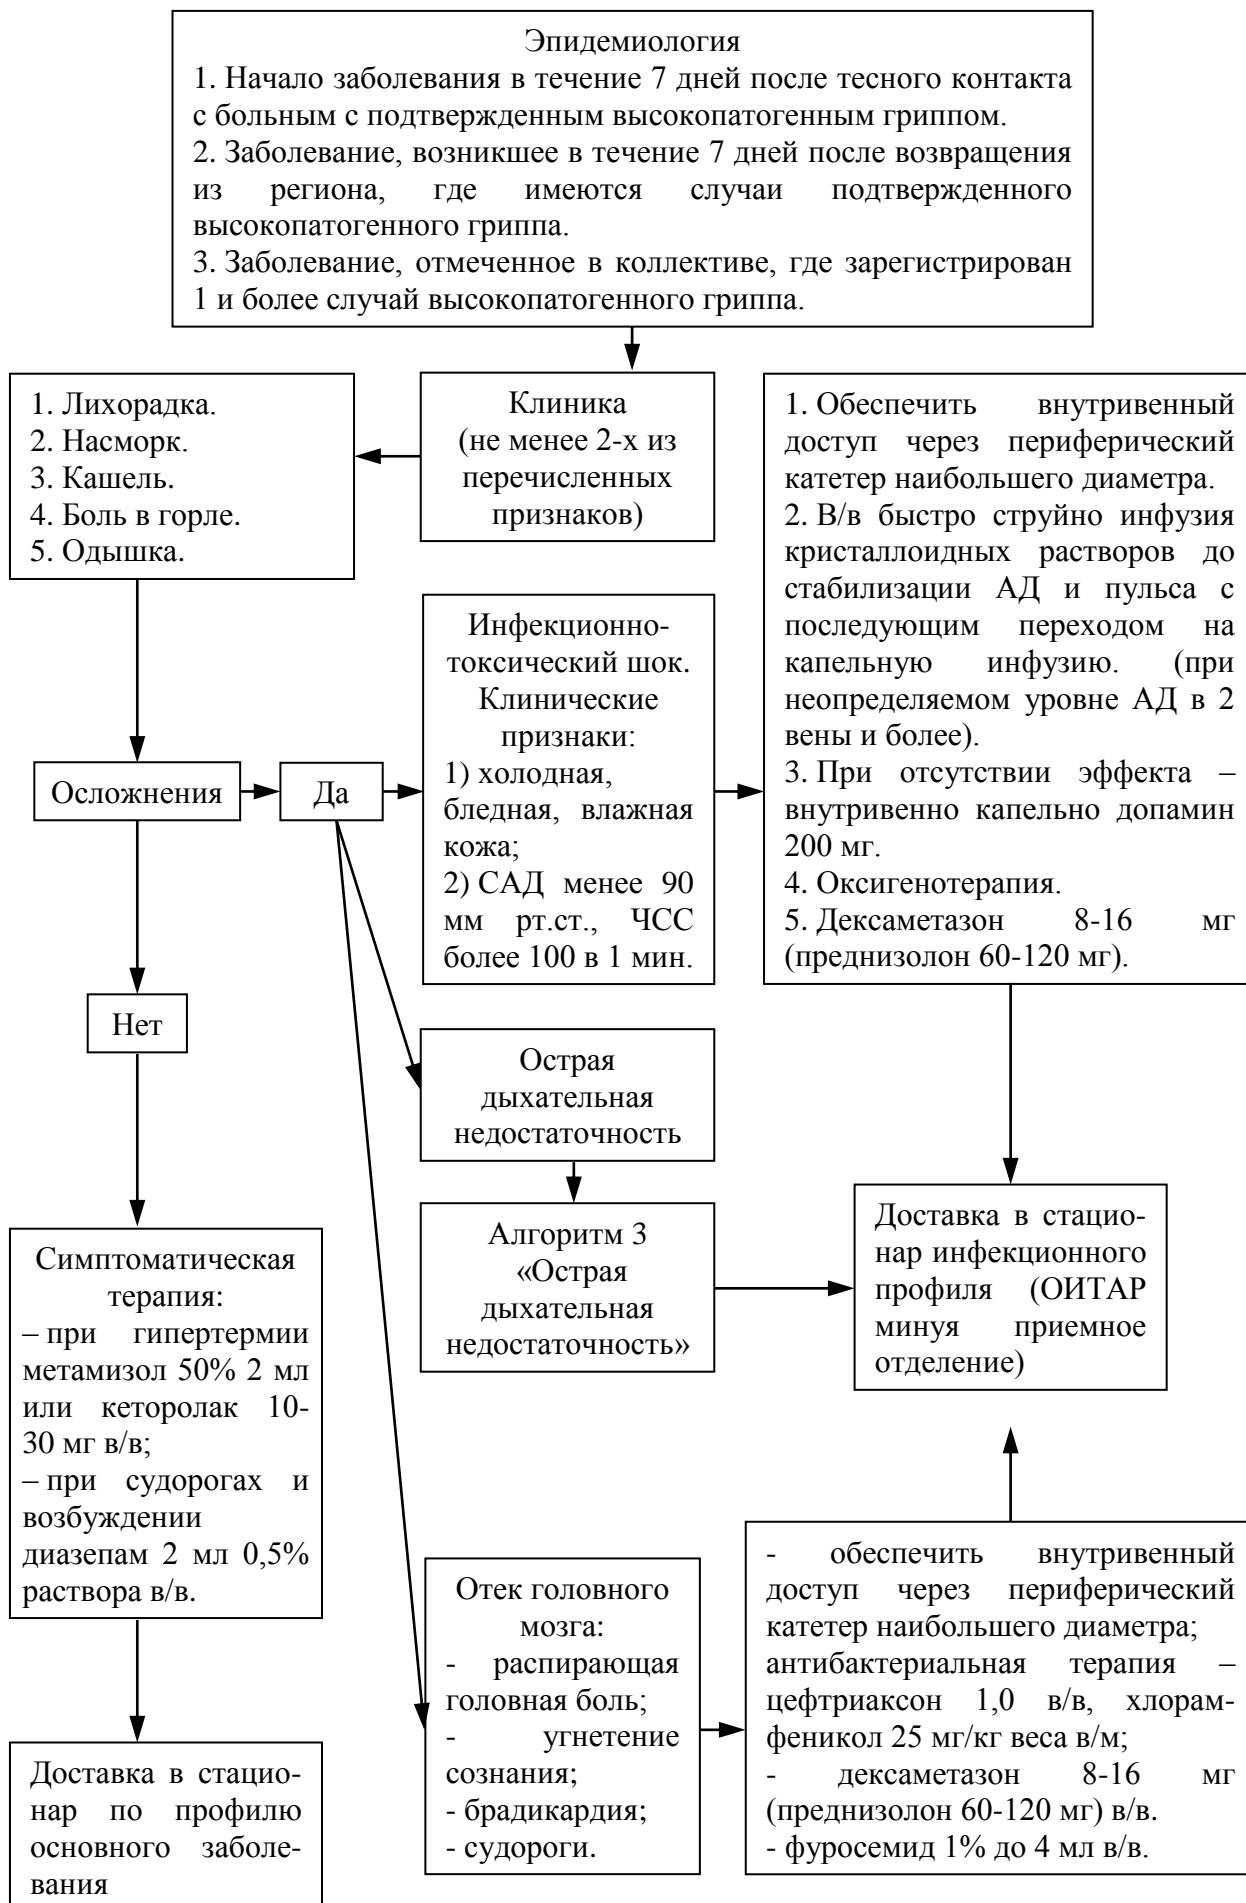 Эпидемиология
1. Начало заболевания в течение 7 дней после тесного контакта
с больным с подтвержденным высокопатогенным гриппом.
2. Заболевание, возникшее в течение 7 дней после возвращения
из региона, где имеются случаи подтвержденного
высокопатогенного гриппа.
3. Заболевание, отмеченное в коллективе, где зарегистрирован
1 и более случай высокопатогенного гриппа.
Клиника
(не менее 2-х из
перечисленных
признаков)
1. Лихорадка.
2. Насморк.
3. Кашель.
4. Боль в горле.
5. Одышка.
Осложнения
Да
Инфекционно-
токсический шок.
Клинические
признаки:
1) холодная,
бледная, влажная
кожа;
2) САД менее 90
мм рт.ст., ЧСС
более 100 в 1 мин.
1. Обеспечить внутривенный
доступ через периферический
катетер наибольшего диаметра.
2. В/в быстро струйно инфузия
кристаллоидных растворов до
стабилизации АД и пульса с
последующим переходом на
капельную инфузию. (при
неопределяемом уровне АД в 2
вены и более).
3. При отсутствии эффекта –
внутривенно капельно допамин
200 мг.
4. Оксигенотерапия.
5. Дексаметазон 8-16 мг
(преднизолон 60-120 мг).
Нет
Острая
дыхательная
недостаточность
Алгоритм 3
«Острая
дыхательная
недостаточность»
Доставка в стацио-
нар инфекционного
профиля (ОИТАР
минуя приемное
отделение)
Симптоматическая
терапия:
– при гипертермии
метамизол 50% 2 мл
или кеторолак 10-
30 мг в/в;
– при судорогах и
возбуждении
диазепам 2 мл 0,5%
раствора в/в.
Отек головного
мозга:
- распирающая
головная боль;
- угнетение
сознания;
- брадикардия;
- судороги.
- обеспечить внутривенный
доступ через периферический
катетер наибольшего диаметра;
антибактериальная терапия –
цефтриаксон 1,0 в/в, хлорам-
феникол 25 мг/кг веса в/м;
- дексаметазон 8-16 мг
(преднизолон 60-120 мг) в/в.
- фуросемид 1% до 4 мл в/в.
Доставка в стацио-
нар по профилю
основного заболе-
вания